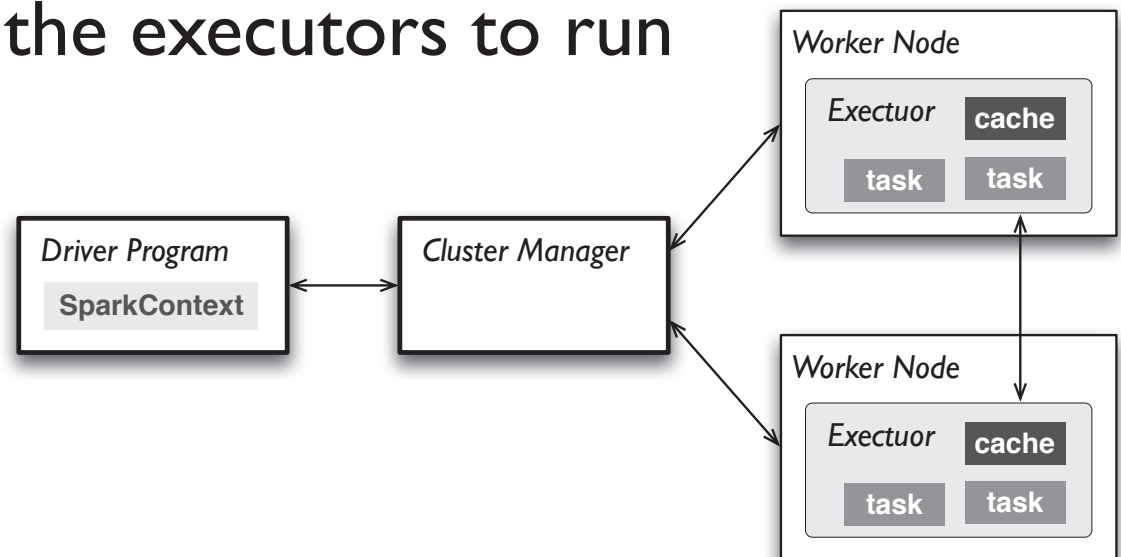 the executors to run
Worker Node
Exectuor
cache
task
task
Driver Program
SparkContext
Cluster Manager
Worker Node
Exectuor
cache
task
task